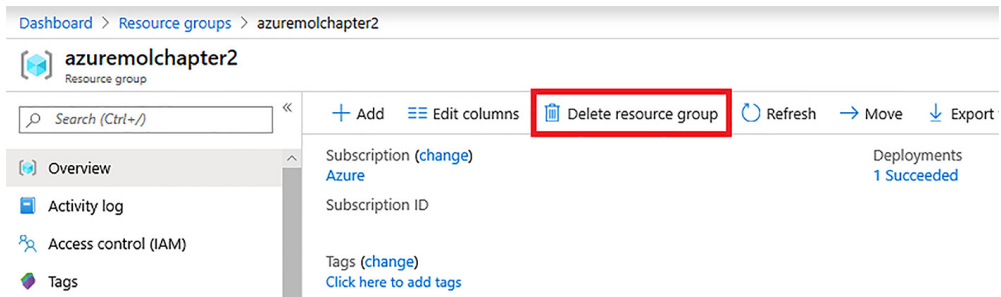 Dashboard > Resource groups > azuremolchapter2
azuremolchapter2
Resource group
Search (Ctrl+/)
«
Add
Edit columns
Delete resource group
Refresh
Move
Export
Overview
Activity log
Access control (IAM)
Tags
Subscription (change)
Azure
Subscription ID
Tags (change)
Click here to add tags
Deployments
1 Succeeded